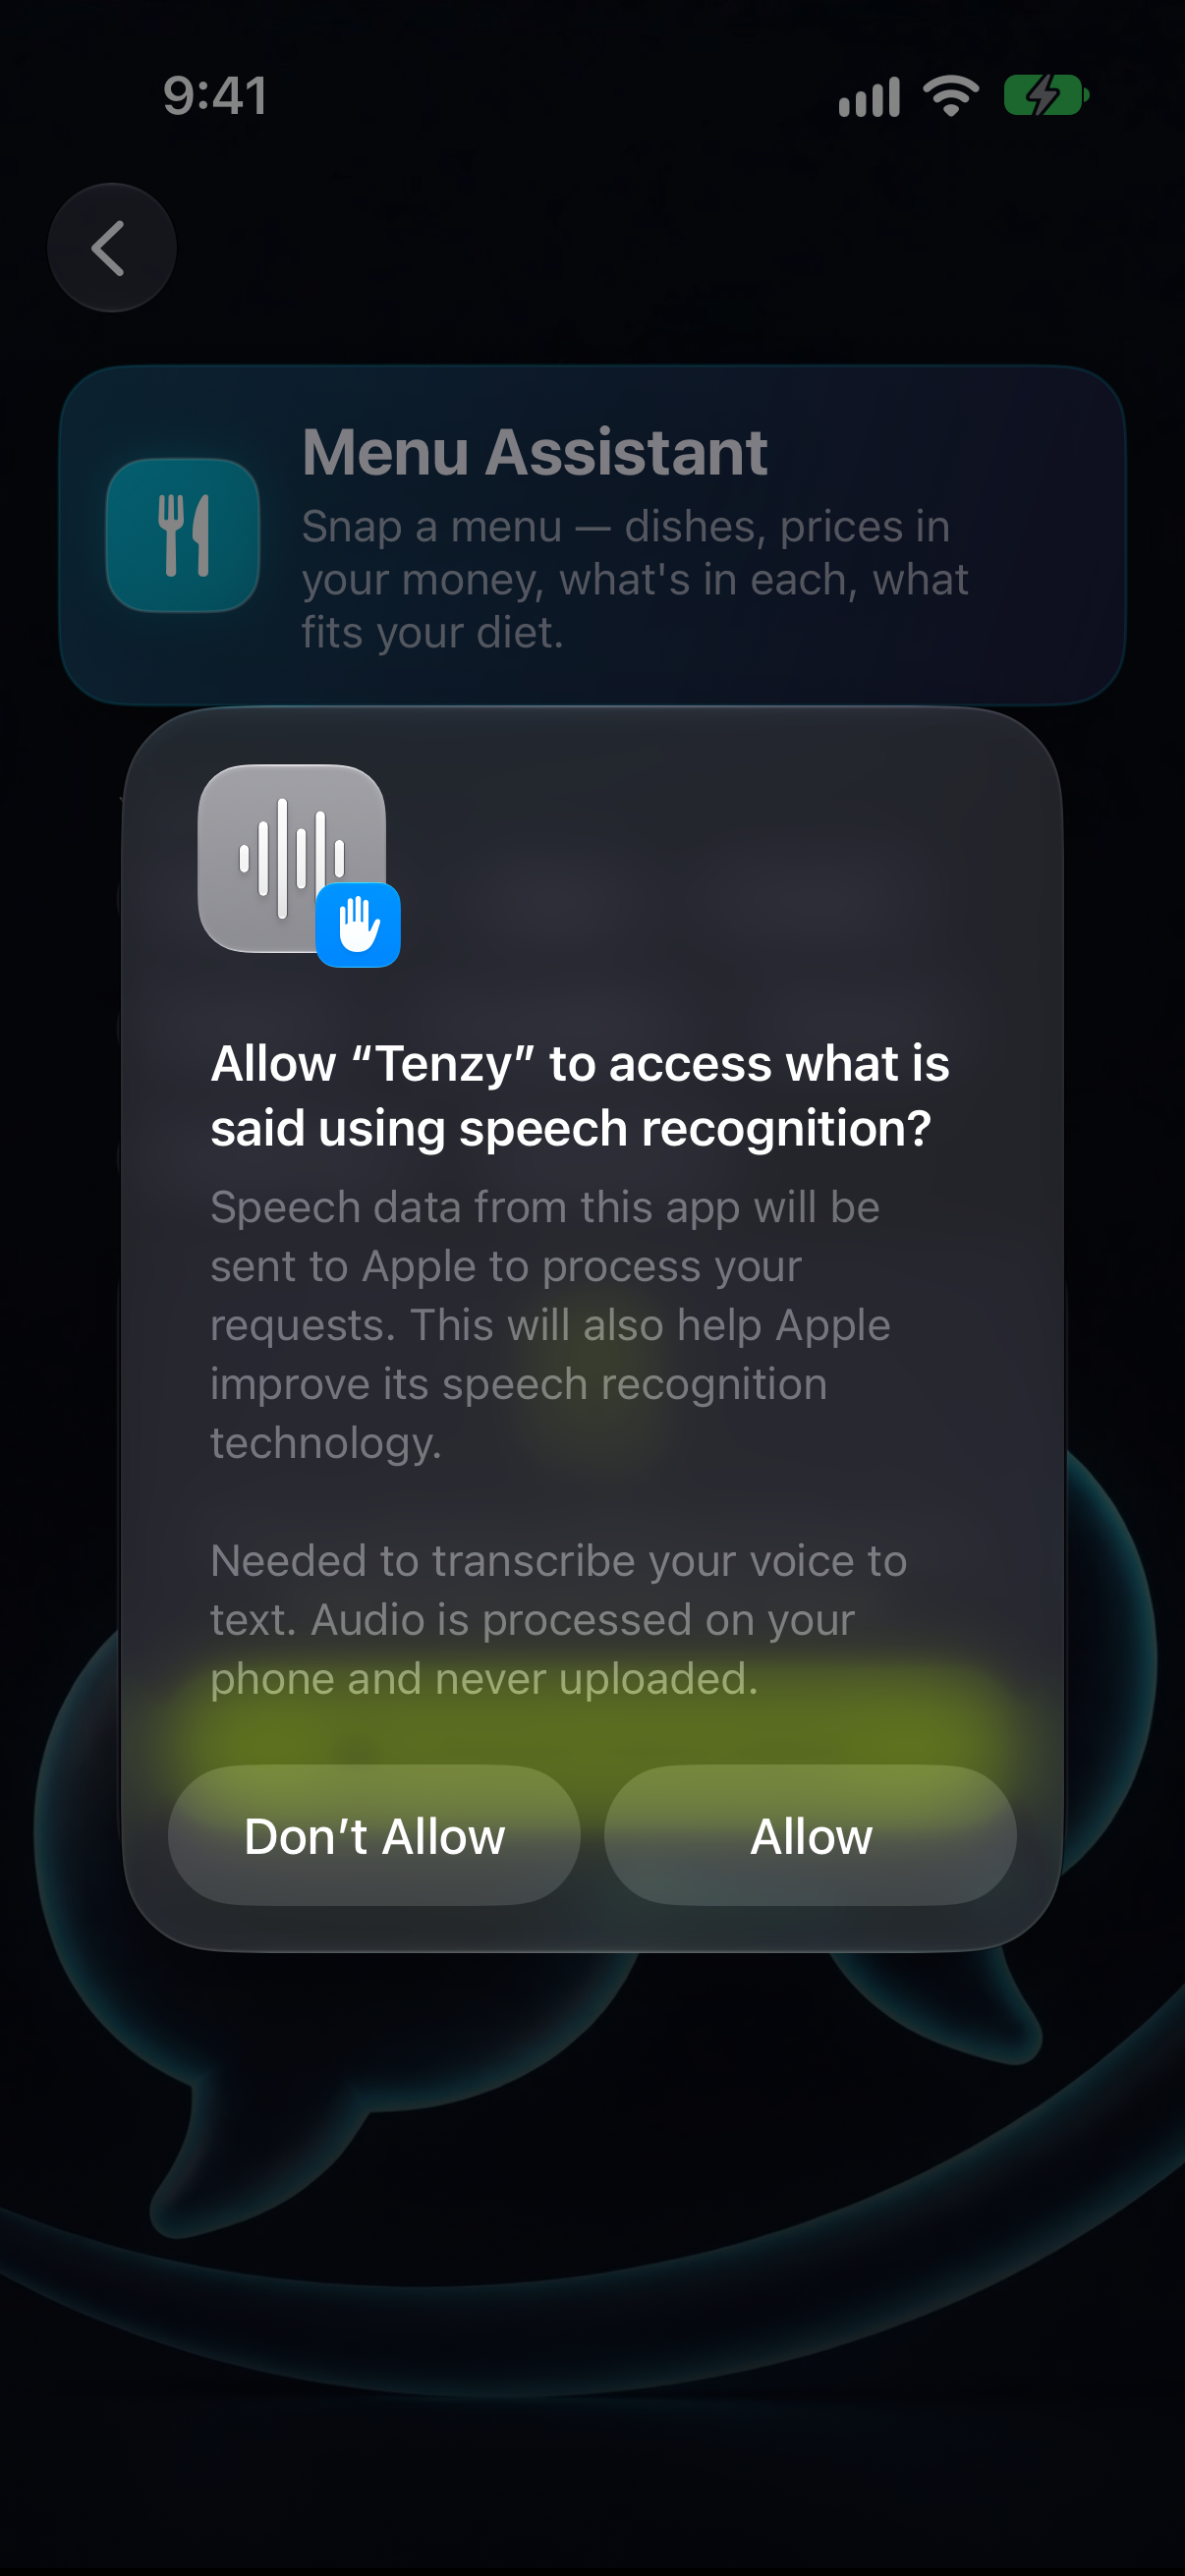 9:41
Menu Assistant
Snap a menu — dishes, prices in
your money, what's in each, what
fits your diet.
Allow “Tenzy” to access what is
said using speech recognition?
Speech data from this app will be
sent to Apple to process your
requests. This will also help Apple
improve its speech recognition
technology.
Needed to transcribe your voice to
text. Audio is processed on your
phone and never uploaded.
Don’t Allow
Allow